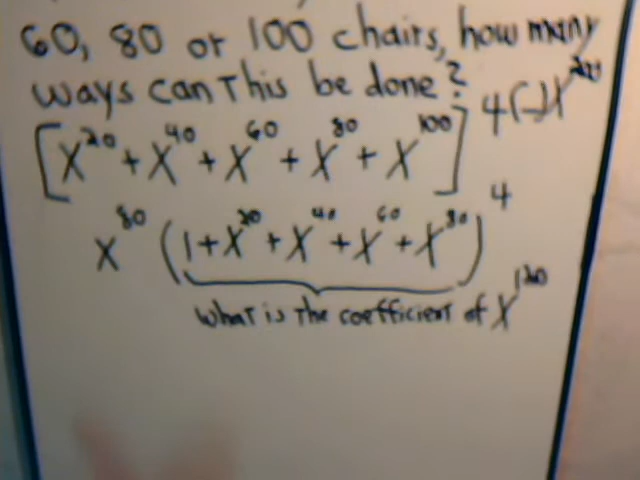 60, 80 or 100 chairs, how many
ways can this be done?
[x^20 + x^40 + x^60 + x^80 + x^100]^4 (-)x^200
x^80 (1 + x^20 + x^40 + x^60 + x^80)^4
what is the coefficient of x^120